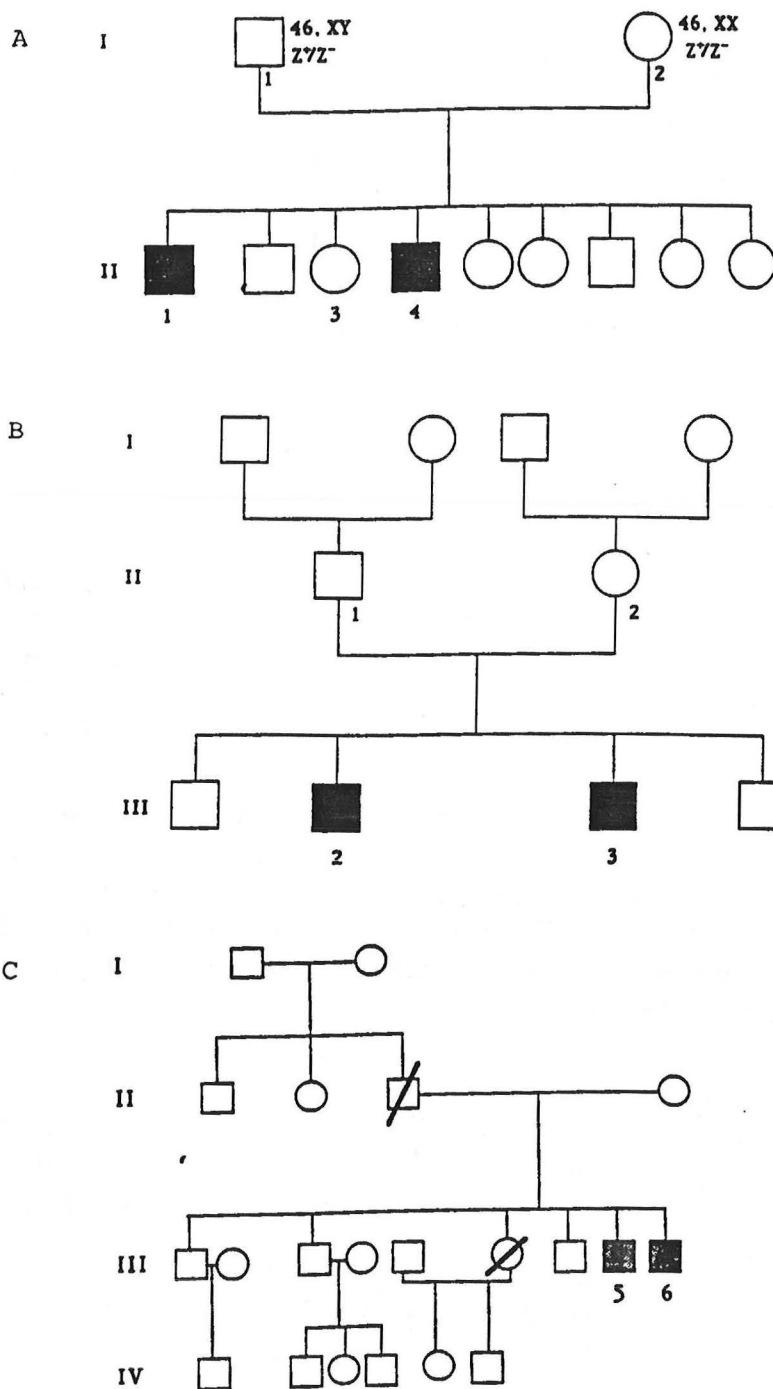 A I 46, XY 46, XX
Z⁺/Z⁻ Z⁺/Z⁻
1 2
II
1 3 4
B I
II
1 2
III
2 3
C I
II
III
5 6
IV